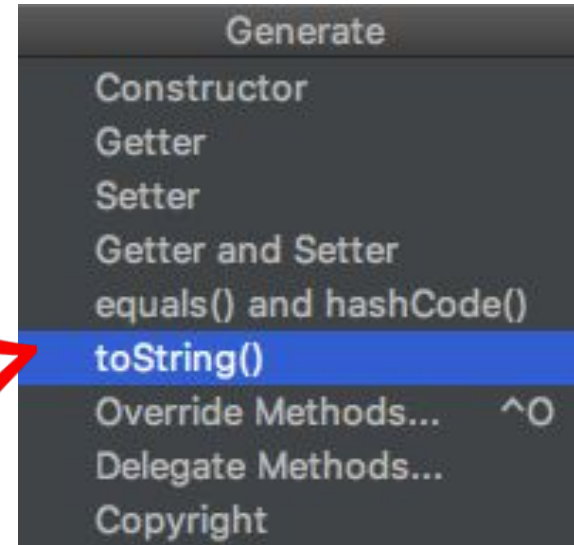 Generate
Constructor
Getter
Setter
Getter and Setter
equals() and hashCode()
toString()
Override Methods... ^O
Delegate Methods...
Copyright